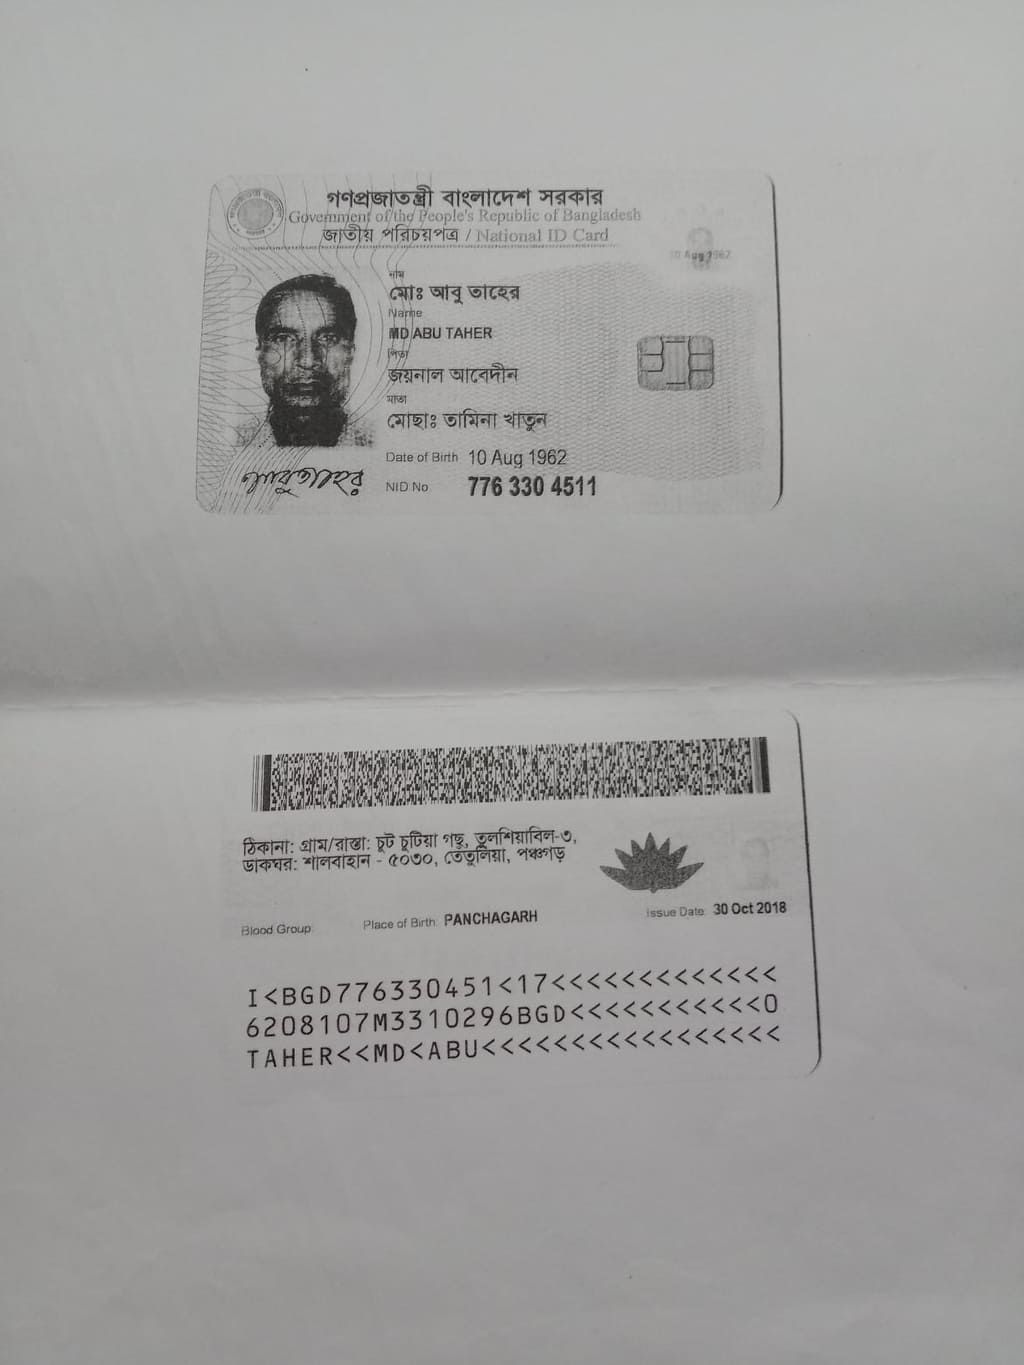 গণপ্রজাতন্ত্রী বাংলাদেশ সরকার
Government of the People's Republic of Bangladesh
জাতীয় পরিচয়পত্র / National ID Card
10 Aug 1962
নাম
মোঃ আবু তাহের
Name
MD ABU TAHER
পিতা
জয়নাল আবেদীন
মাতা
মোছাঃ তামিনা খাতুন
Date of Birth 10 Aug 1962
আবু তাহের
NID No. 776 330 4511
ঠিকানা: গ্রাম/রাস্তা: চুট চুটিয়া গছ, তুলশিয়াবিল-৩,
ডাকঘর: শালবাহান - ৫০৩০, তেঁতুলিয়া, পঞ্চগড়
Blood Group: Place of Birth: PANCHAGARH Issue Date: 30 Oct 2018
I<BGD776330451<17<<<<<<<<<<<<<
6208107M3310296BGD<<<<<<<<<<<0
TAHER<<MD<ABU<<<<<<<<<<<<<<<<<